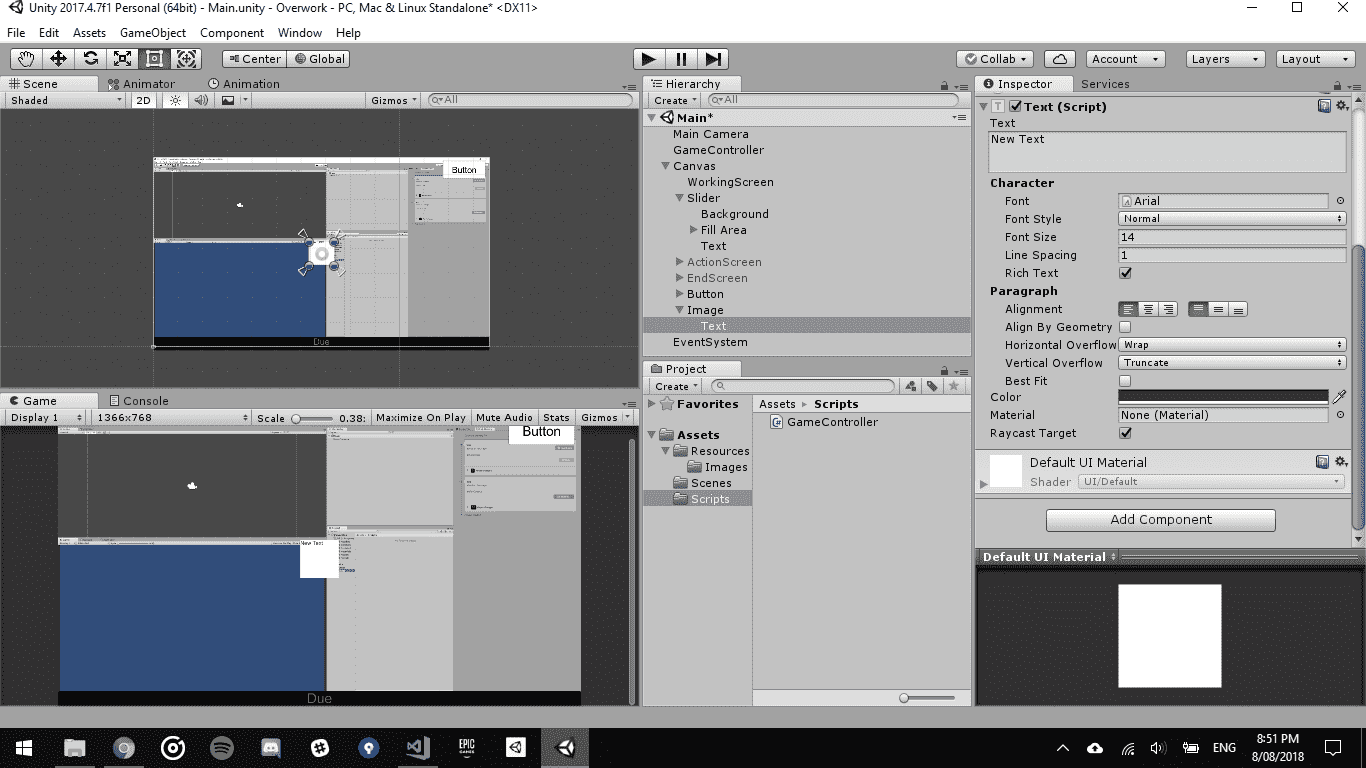 Unity 2017.4.7f1 Personal (64bit) - Main.unity - Overwork - PC, Mac & Linux Standalone* <DX11>
File Edit Assets GameObject Component Window Help
Center Global Collab Account Layers Layout
Scene Animator Animation
Shaded 2D Gizmos All
Button
Due
Game Console
Display 1 1366x768 Scale 0.38: Maximize On Play Mute Audio Stats Gizmos
Button
New Text
Due
Hierarchy
Create All
Main*
Main Camera
GameController
Canvas
WorkingScreen
Slider
Background
Fill Area
Text
ActionScreen
EndScreen
Button
Image
Text
EventSystem
Project
Create
Favorites
Assets
Resources
Images
Scenes
Scripts
Assets Scripts
GameController
Inspector Services
Text (Script)
Text
New Text
Character
Font Arial
Font Style Normal
Font Size 14
Line Spacing 1
Rich Text
Paragraph
Alignment
Align By Geometry
Horizontal Overflow Wrap
Vertical Overflow Truncate
Best Fit
Color
Material None (Material)
Raycast Target
Default UI Material
Shader UI/Default
Add Component
Default UI Material
EPIC GAMES
ENG
8:51 PM
8/08/2018